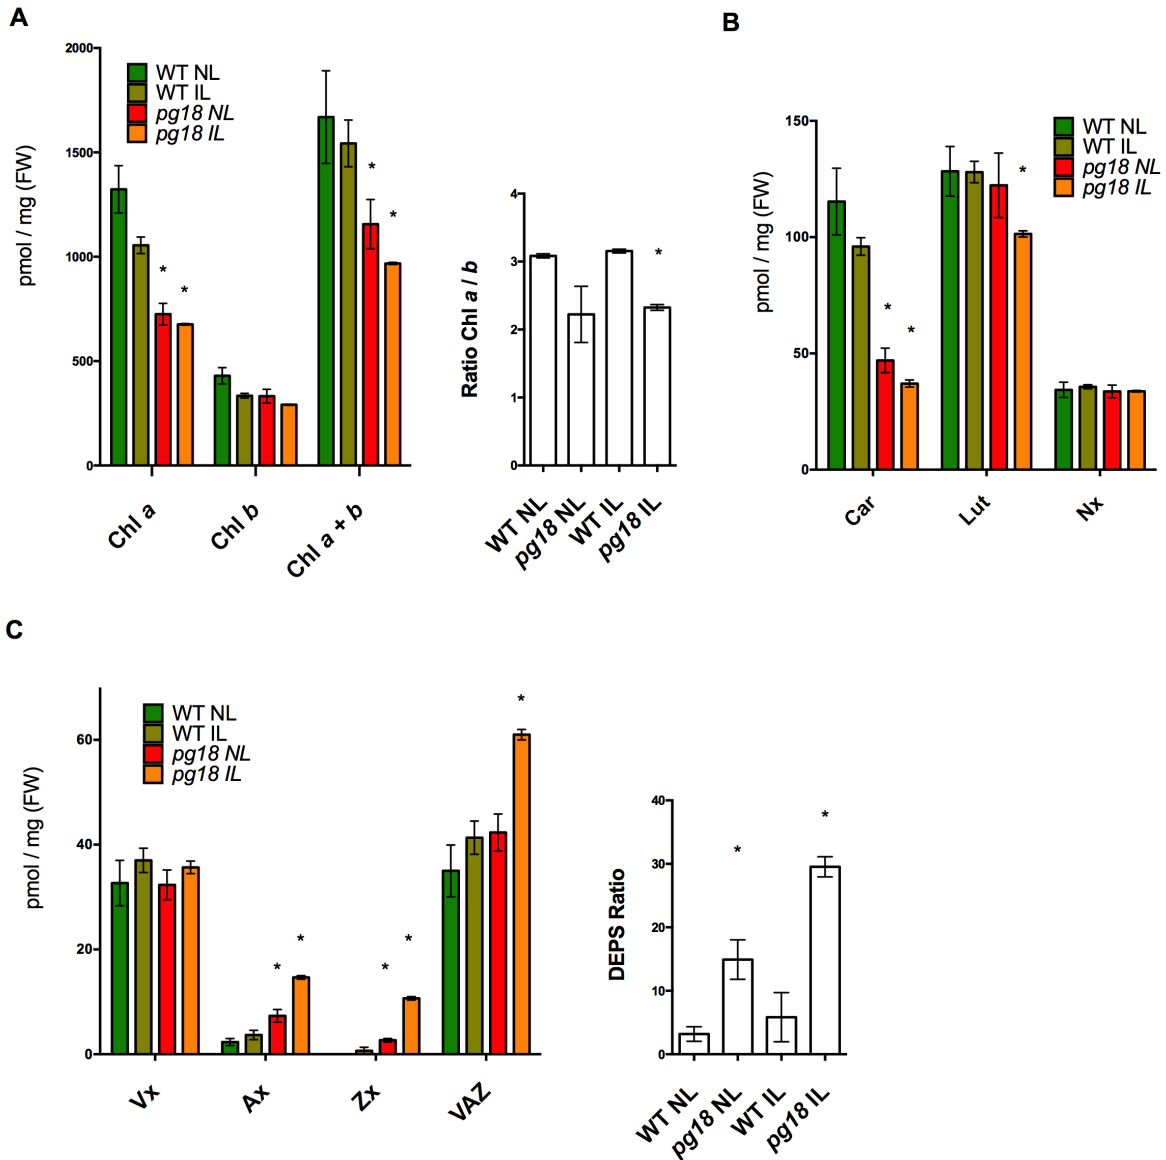 A
2000
1500
1000
500
0
pmol / mg (FW)
WT NL
WT IL
pg18 NL
pg18 IL
*
*
*
*
Chl a
Chl b
Chl a + b
4
3
2
1
0
Ratio Chl a / b
*
WT NL
pg18 NL
WT IL
pg18 IL
B
150
100
50
0
pmol / mg (FW)
WT NL
WT IL
pg18 NL
pg18 IL
*
*
*
Car
Lut
Nx
C
60
40
20
0
pmol / mg (FW)
WT NL
WT IL
pg18 NL
pg18 IL
*
*
*
*
*
Vx
Ax
Zx
VAZ
40
30
20
10
0
DEPS Ratio
*
*
WT NL
pg18 NL
WT IL
pg18 IL